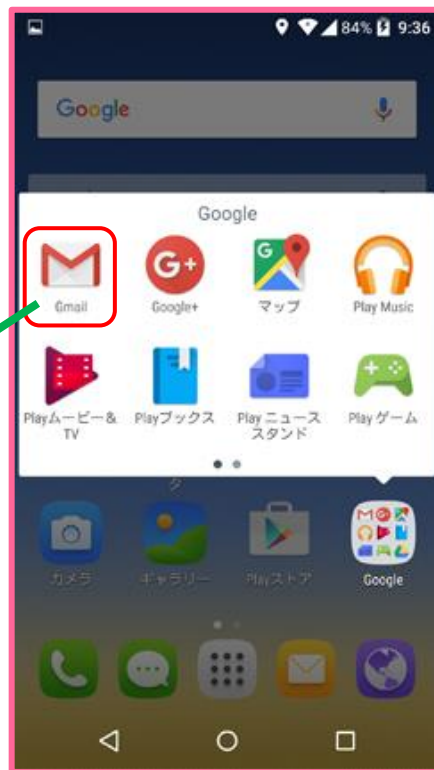 84% 9:36
Google
Google
Gmail
Google+
マップ
Play Music
Playムービー&
TV
Playブックス
Play ニュース
スタンド
Play ゲーム
タ
カメラ
ギャラリー
Playストア
Google